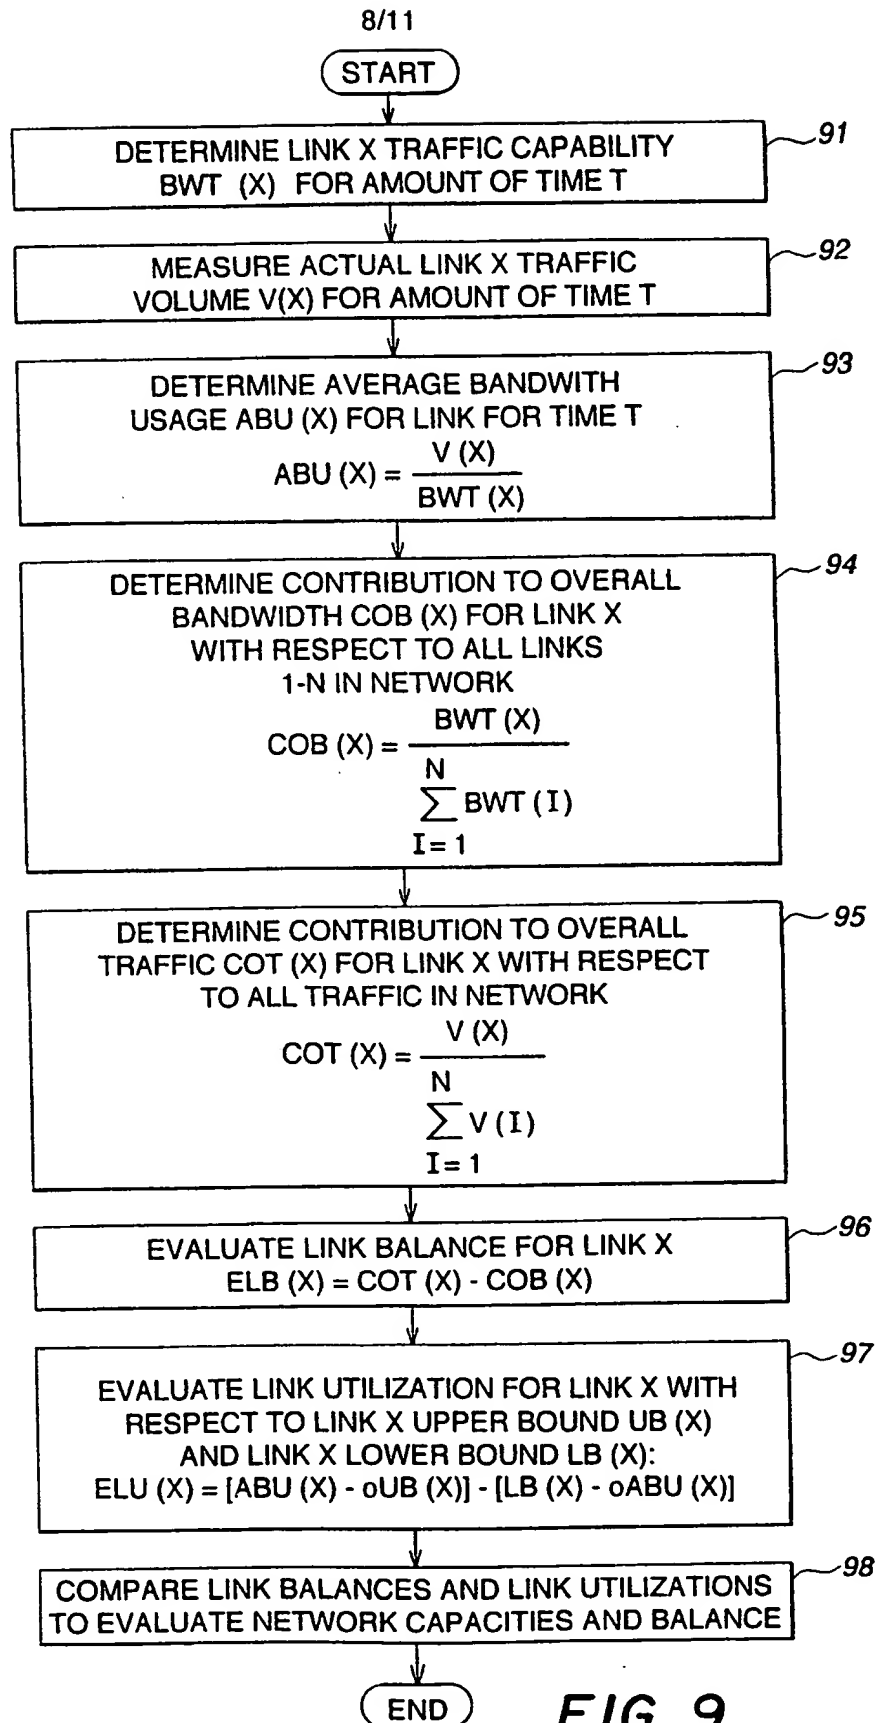 8/11
START
91
DETERMINE LINK X TRAFFIC CAPABILITY
BWT (X) FOR AMOUNT OF TIME T
92
MEASURE ACTUAL LINK X TRAFFIC
VOLUME V(X) FOR AMOUNT OF TIME T
93
DETERMINE AVERAGE BANDWITH
USAGE ABU (X) FOR LINK FOR TIME T
ABU (X) = V (X) / BWT (X)
94
DETERMINE CONTRIBUTION TO OVERALL
BANDWIDTH COB (X) FOR LINK X
WITH RESPECT TO ALL LINKS
1-N IN NETWORK
BWT (X)
COB (X) =
N
∑ BWT (I)
I = 1
95
DETERMINE CONTRIBUTION TO OVERALL
TRAFFIC COT (X) FOR LINK X WITH RESPECT
TO ALL TRAFFIC IN NETWORK
V (X)
COT (X) =
N
∑ V (I)
I = 1
96
EVALUATE LINK BALANCE FOR LINK X
ELB (X) = COT (X) - COB (X)
97
EVALUATE LINK UTILIZATION FOR LINK X WITH
RESPECT TO LINK X UPPER BOUND UB (X)
AND LINK X LOWER BOUND LB (X):
ELU (X) = [ABU (X) - oUB (X)] - [LB (X) - oABU (X)]
98
COMPARE LINK BALANCES AND LINK UTILIZATIONS
TO EVALUATE NETWORK CAPACITIES AND BALANCE
END
FIG. 9